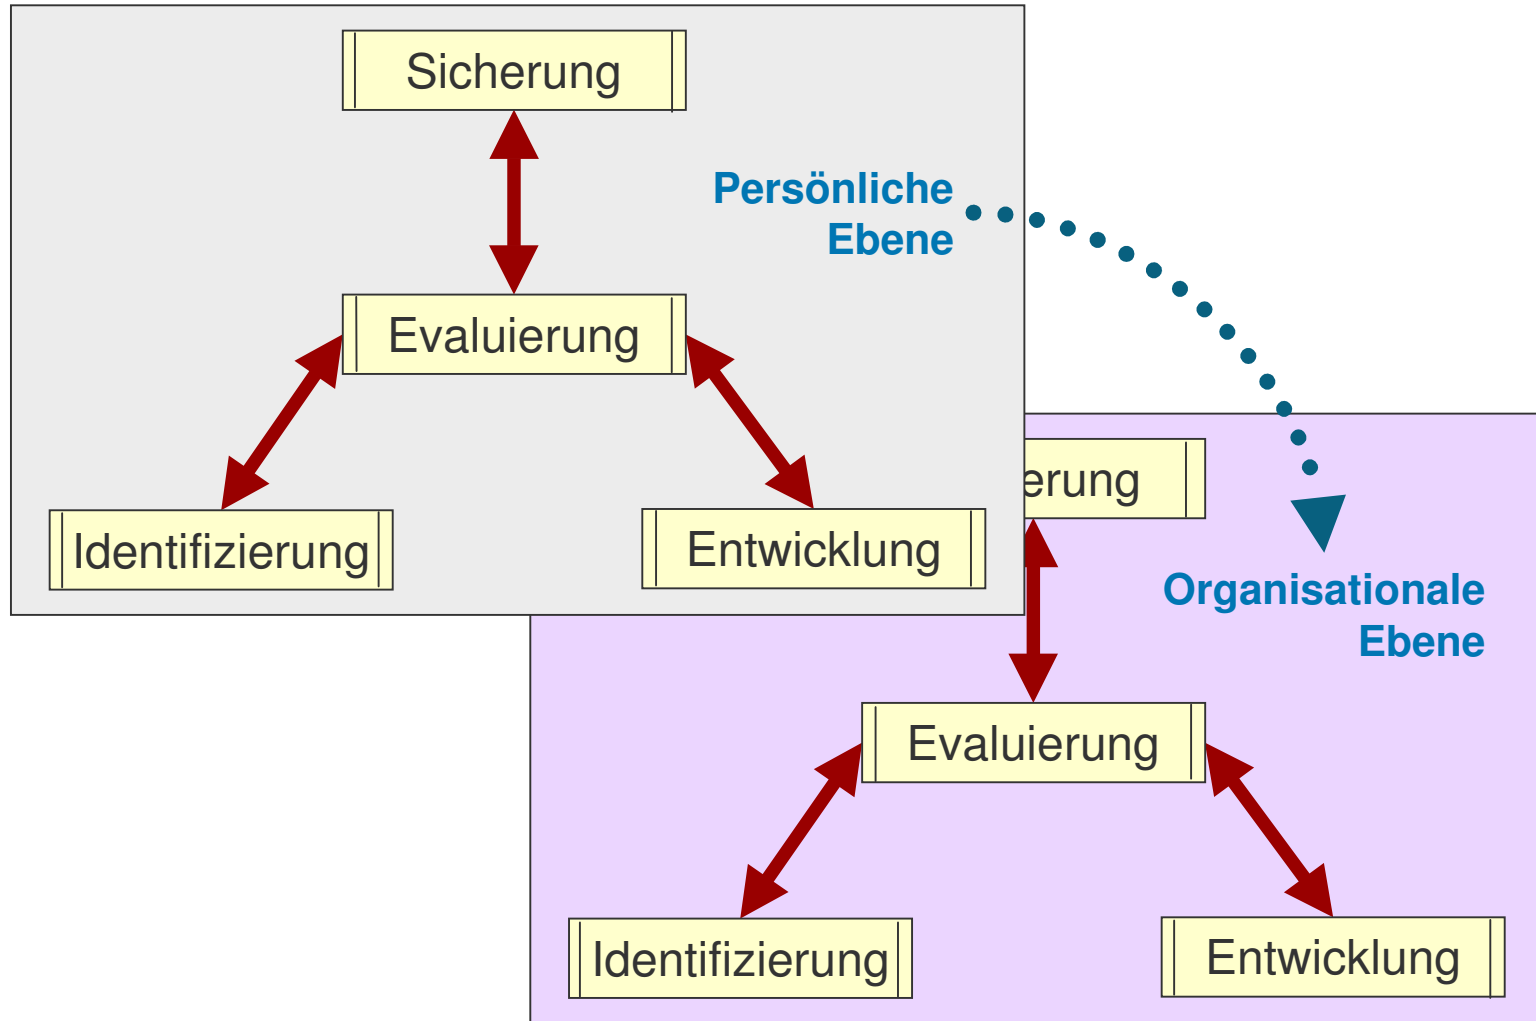 Sicherung
Persönliche
Ebene
Evaluierung
Identifizierung
Entwicklung
erung
Organisationale
Ebene
Evaluierung
Identifizierung
Entwicklung